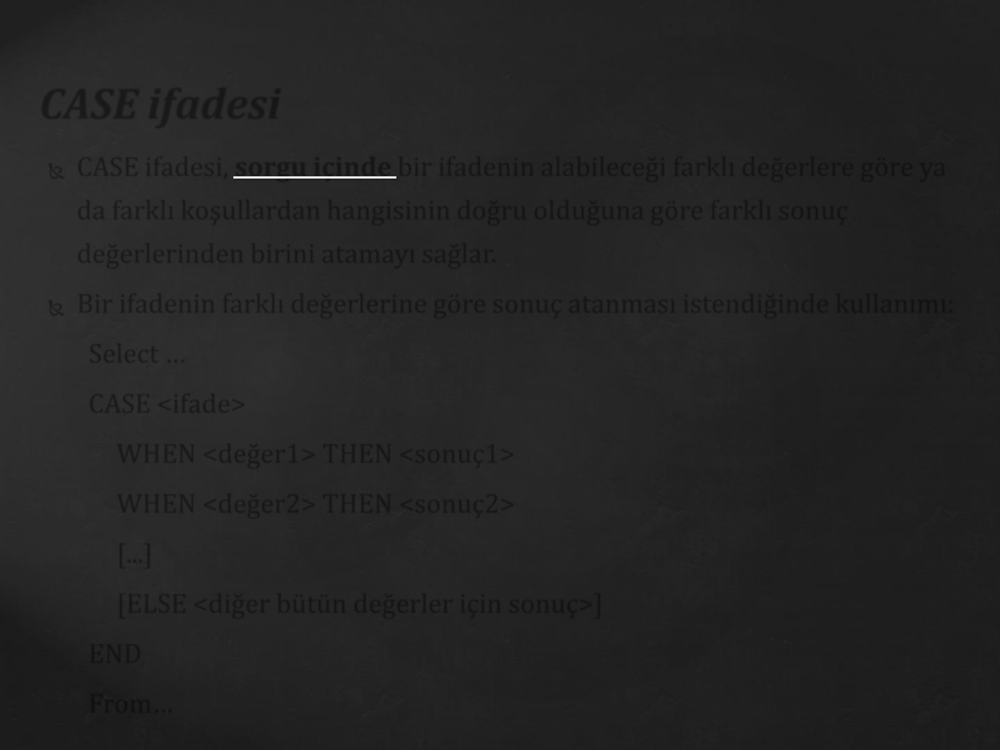 CASE ifadesi
CASE ifadesi, sorgu içinde bir ifadenin alabileceği farklı değerlere göre ya
da farklı koşullardan hangisinin doğru olduğuna göre farklı sonuç
değerlerinden birini atamayı sağlar.
Bir ifadenin farklı değerlerine göre sonuç atanması istendiğinde kullanımı:
Select …
CASE <ifade>
WHEN <değer1> THEN <sonuç1>
WHEN <değer2> THEN <sonuç2>
[...]
[ELSE <diğer bütün değerler için sonuç>]
END
From…